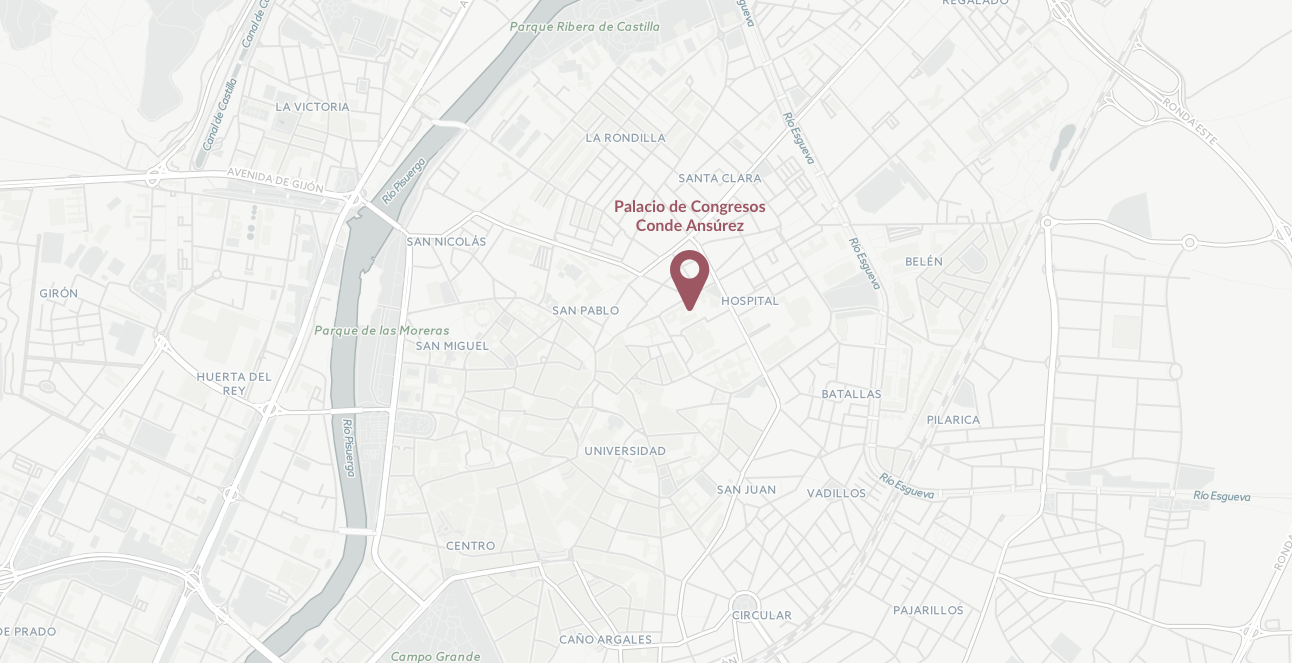 REGALADO
Río Esgueva
Canal de Castilla
Parque Ribera de Castilla
LA VICTORIA
RONDA ESTE
Canal de Castilla
Río Esgueva
LA RONDILLA
SANTA CLARA
AVENIDA DE GIJÓN
Río Pisuerga
Palacio de Congresos
Conde Ansúrez
SAN NICOLÁS
Río Esgueva
BELÉN
GIRÓN
HOSPITAL
SAN PABLO
Parque de las Moreras
SAN MIGUEL
HUERTA DEL
REY
BATALLAS
PILARICA
Río Pisuerga
UNIVERSIDAD
SAN JUAN
VADILLOS
Río Esgueva
Río Esgueva
CENTRO
RONDA
PAJARILLOS
CIRCULAR
DE PRADO
CAÑO ARGALES
Campo Grande